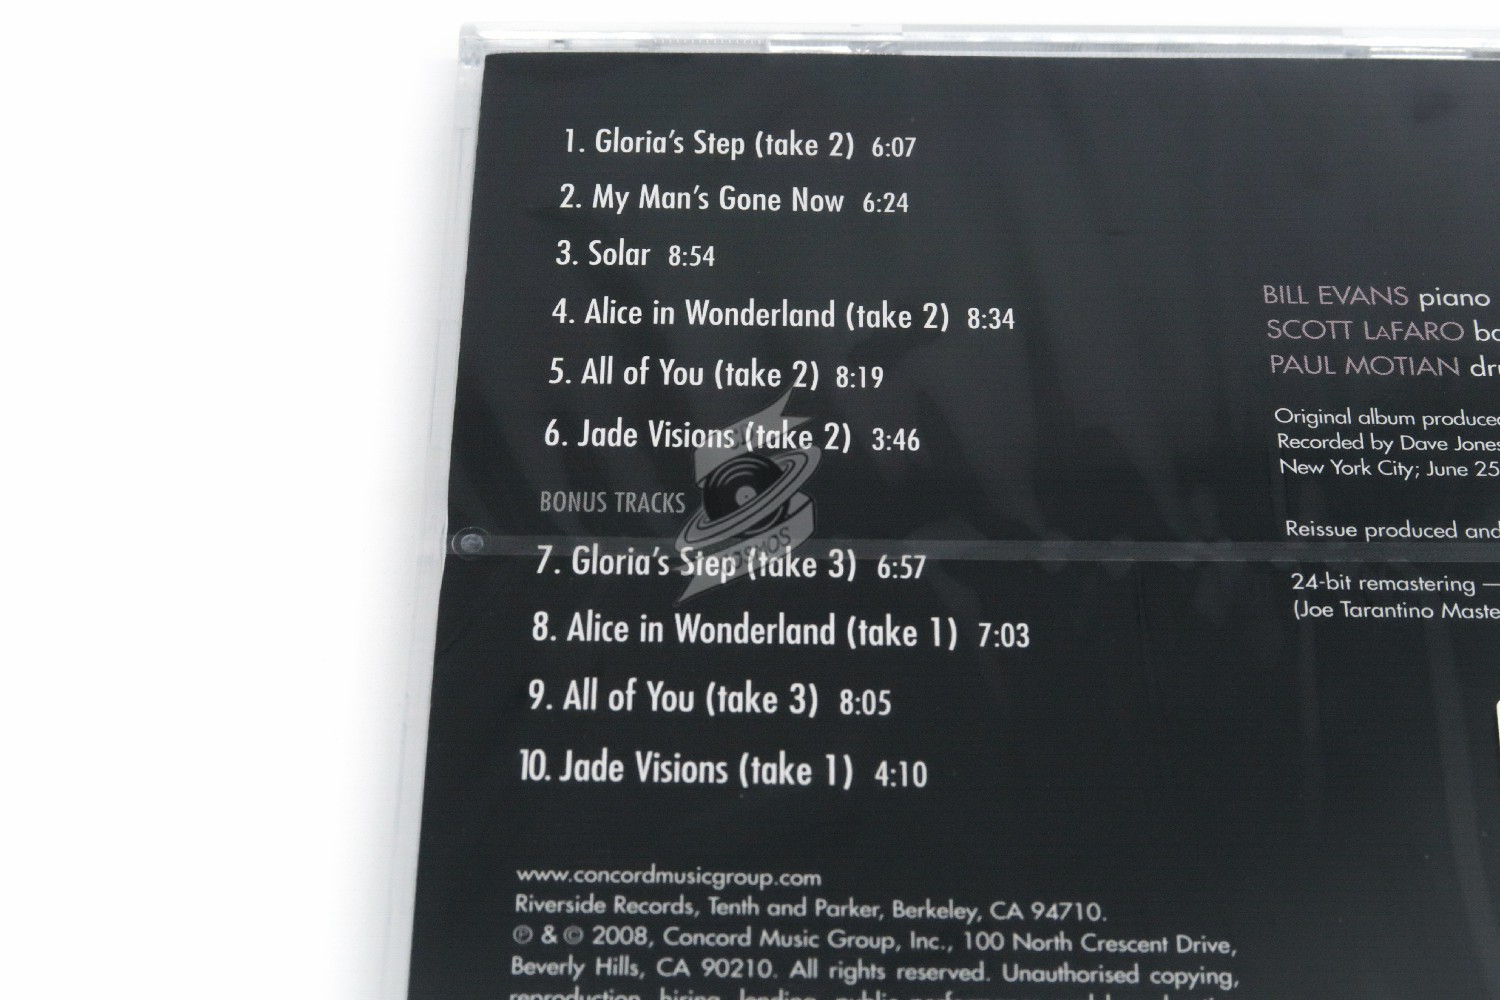 1. Gloria's Step (take 2) 6:07
2. My Man's Gone Now 6:24
3. Solar 8:54
4. Alice in Wonderland (take 2) 8:34
5. All of You (take 2) 8:19
6. Jade Visions (take 2) 3:46
BONUS TRACKS
7. Gloria's Step (take 3) 6:57
8. Alice in Wonderland (take 1) 7:03
9. All of You (take 3) 8:05
10. Jade Visions (take 1) 4:10
BILL EVANS piano
SCOTT LaFARO
PAUL MOTIAN
Original album produced
Recorded by Dave Jones
New York City; June 25
Reissue produced and
24-bit remastering —
(Joe Tarantino
www.concordmusicgroup.com
Riverside Records, Tenth and Parker, Berkeley, CA 94710.
℗ & © 2008, Concord Music Group, Inc., 100 North Crescent Drive,
Beverly Hills, CA 90210. All rights reserved. Unauthorised copying,